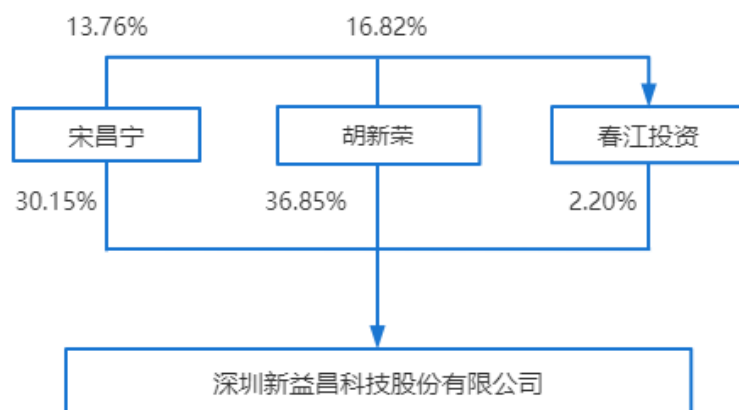 13.76% 16.82%
宋昌宁 胡新荣 春江投资
30.15% 36.85% 2.20%
深圳新益昌科技股份有限公司